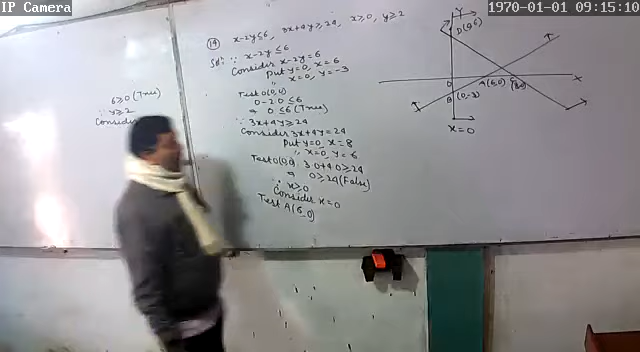 IP Camera
1970-01-01 09:15:10
(14) x-2y≤6, 3x+4y≥24, x≥0, y≥2
Sol: ∵ x-2y≤6
Consider x-2y=6
Put y=0, x=6
" x=0, y=-3
Test O(0,0)
0-2.0≤6
⇒ 0≤6 (True)
∵ 3x+4y≥24
Consider 3x+4y=24
Put y=0, x=8
" x=0, y=6
Test O(0,0) 3.0+4.0≥24
⇒ 0≥24 (False)
∵ x≥0
Consider x=0
Test A(6,0)
6≥0 (True)
∵ y≥2
Consider
Y
D(0,6)
O
A(6,0)
X
B(0,-3)
x=0